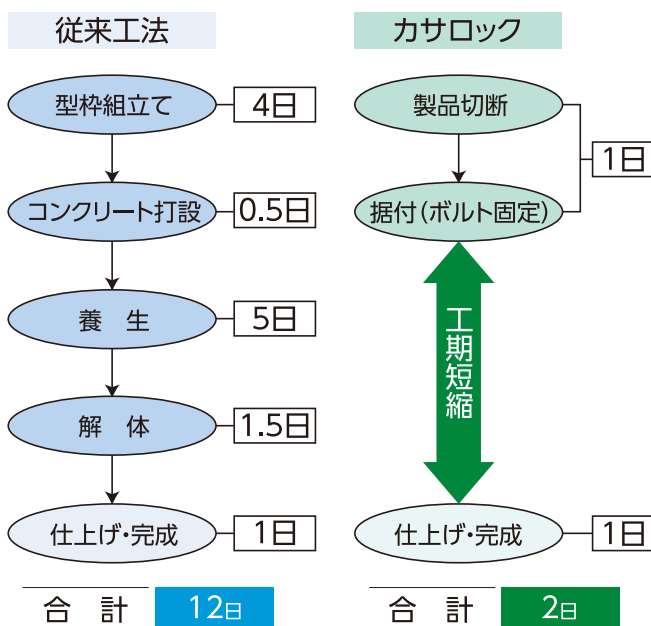 従来工法
型枠組立て
4日
コンクリート打設
0.5日
養 生
5日
解 体
1.5日
仕上げ・完成
1日
合 計
12日
カサロック
製品切断
据付（ボルト固定）
1日
工期短縮
仕上げ・完成
1日
合 計
2日